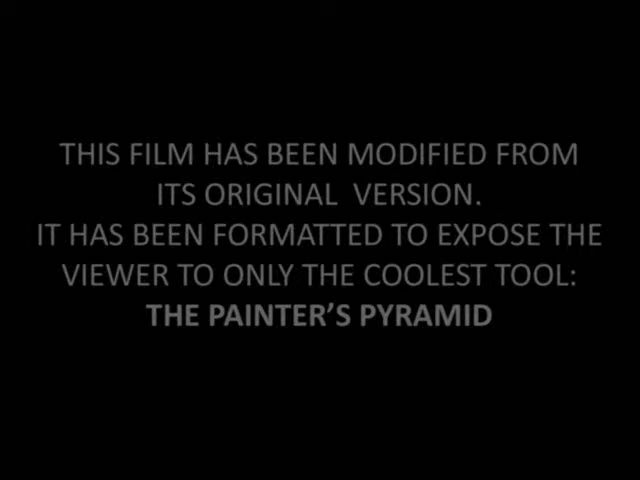 THIS FILM HAS BEEN MODIFIED FROM
ITS ORIGINAL VERSION.
IT HAS BEEN FORMATTED TO EXPOSE THE
VIEWER TO ONLY THE COOLEST TOOL:
THE PAINTER'S PYRAMID